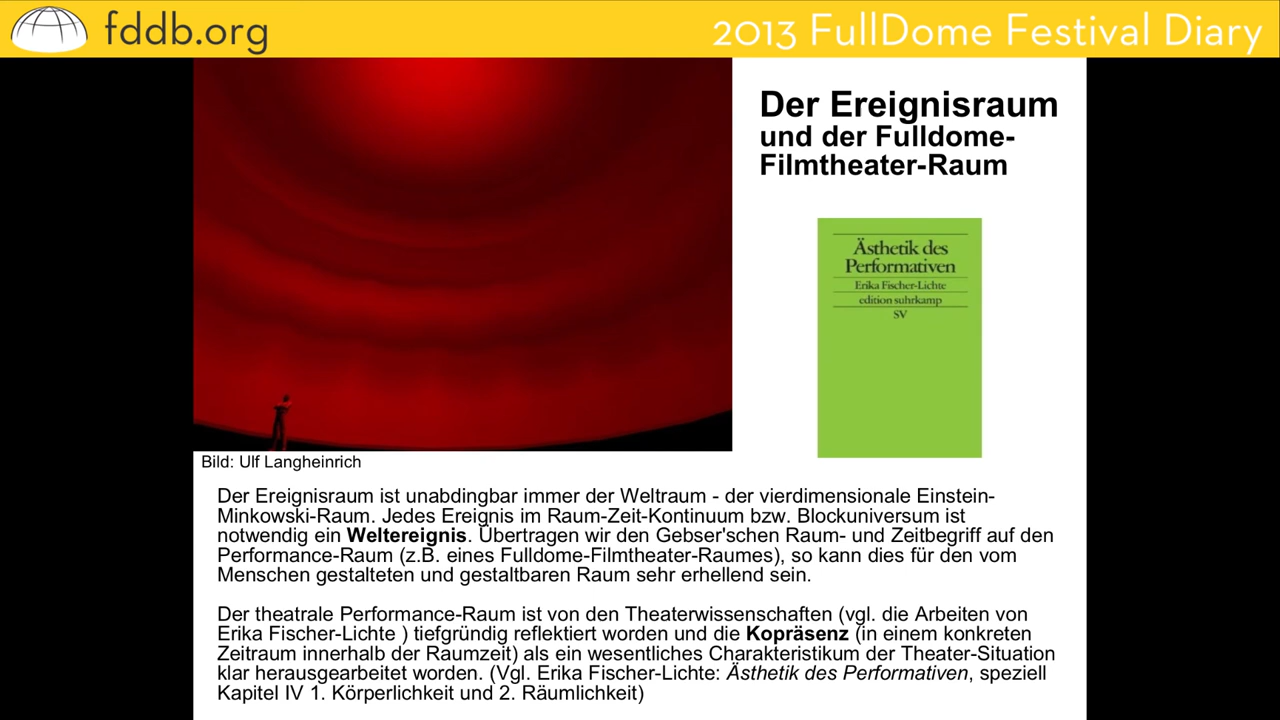 fddb.org
2013 FullDome Festival Diary
Der Ereignisraum
und der Fulldome-
Filmtheater-Raum
Ästhetik des
Performativen
Erika Fischer-Lichte
edition suhrkamp
SV
Bild: Ulf Langheinrich
Der Ereignisraum ist unabdingbar immer der Weltraum - der vierdimensionale Einstein-
Minkowski-Raum. Jedes Ereignis im Raum-Zeit-Kontinuum bzw. Blockuniversum ist
notwendig ein Weltereignis. Übertragen wir den Gebser'schen Raum- und Zeitbegriff auf den
Performance-Raum (z.B. eines Fulldome-Filmtheater-Raumes), so kann dies für den vom
Menschen gestalteten und gestaltbaren Raum sehr erhellend sein.
Der theatrale Performance-Raum ist von den Theaterwissenschaften (vgl. die Arbeiten von
Erika Fischer-Lichte ) tiefgründig reflektiert worden und die Kopräsenz (in einem konkreten
Zeitraum innerhalb der Raumzeit) als ein wesentliches Charakteristikum der Theater-Situation
klar herausgearbeitet worden. (Vgl. Erika Fischer-Lichte: Ästhetik des Performativen, speziell
Kapitel IV 1. Körperlichkeit und 2. Räumlichkeit)